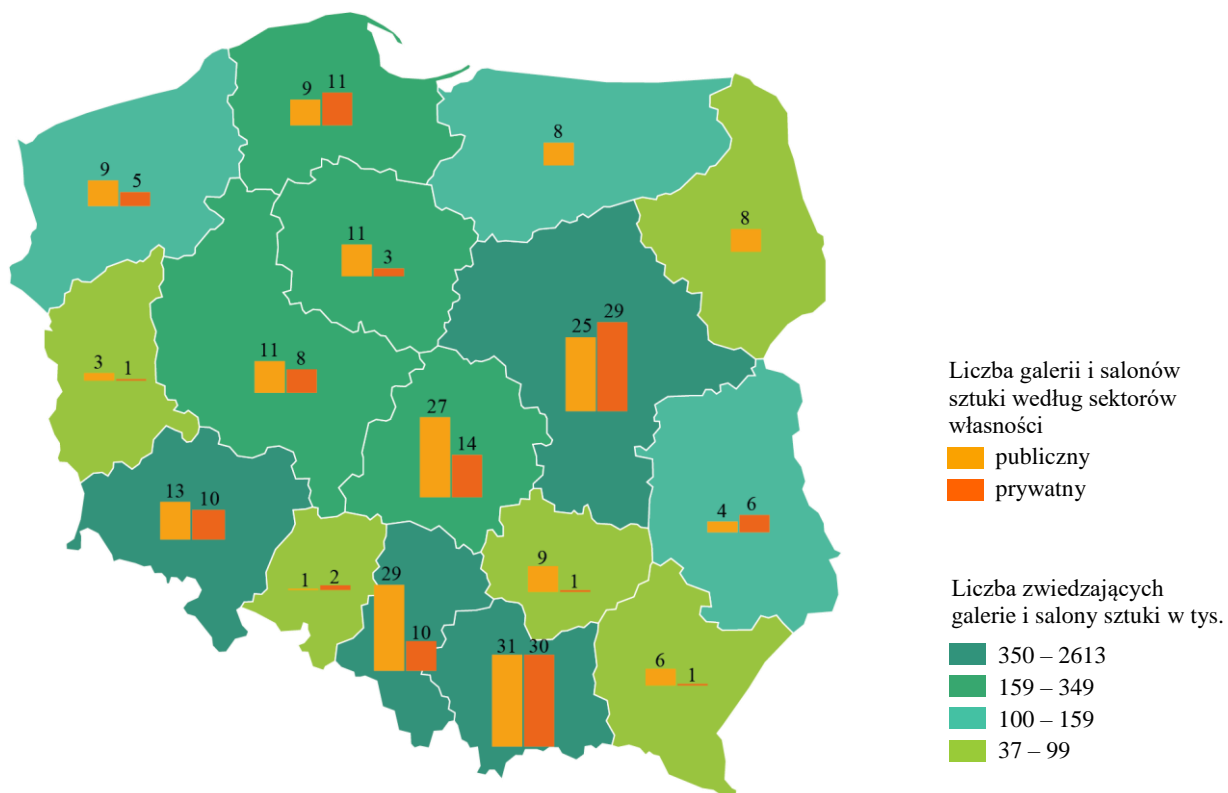 9 11
8
9 5
8
11 3
25 29
3 1
11 8
27 14
13 10
4 6
9 1
1 2
29 10
31 30
6 1
Liczba galerii i salonów
sztuki według sektorów
własności
publiczny
prywatny
Liczba zwiedzających
galerie i salony sztuki w tys.
350 – 2613
159 – 349
100 – 159
37 – 99